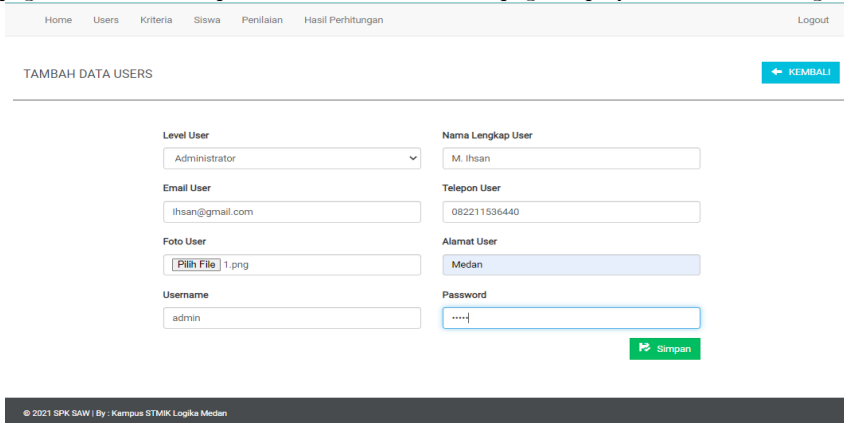 Home Users Kriteria Siswa Penilaian Hasil Perhitungan Logout
TAMBAH DATA USERS
KEMBALI
Level User Nama Lengkap User
Administrator M. Ihsan
Email User Telepon User
Ihsan@gmail.com 082211536440
Foto User Alamat User
Pilih File 1.png Medan
Username Password
admin •••••
Simpan
© 2021 SPK SAW | By : Kampus STMIK Logika Medan